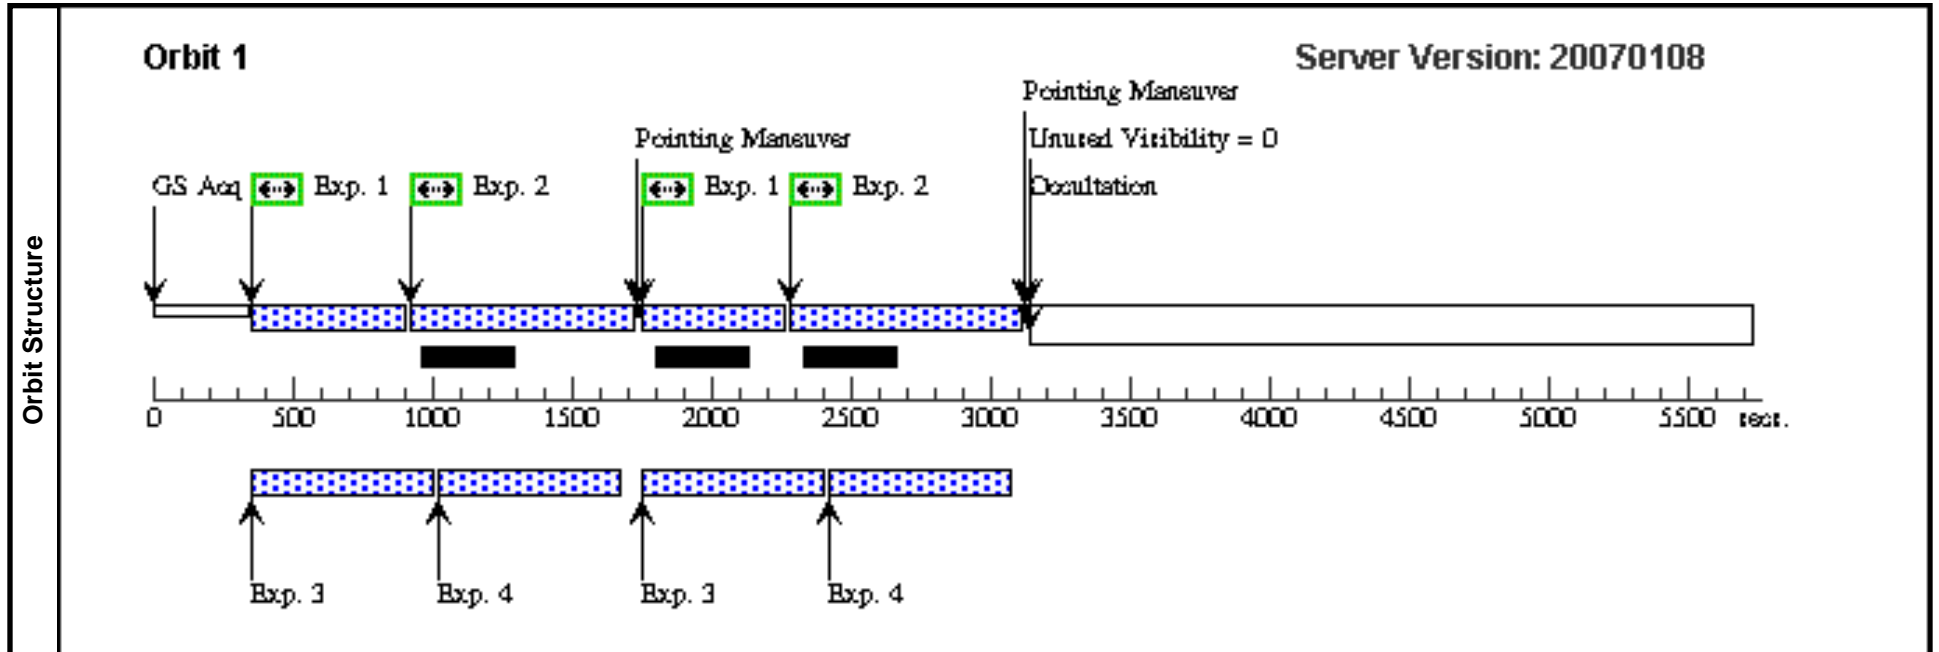 Orbit 1 Server Version: 20070108
Pointing Maneuver
Pointing Maneuver Unused Visibility = 0
GS Acq Exp. 1 Exp. 2 Exp. 1 Exp. 2 Occultation
Orbit Structure
0 500 1000 1500 2000 2500 3000 3500 4000 4500 5000 5500 secs.
Exp. 3 Exp. 4 Exp. 3 Exp. 4